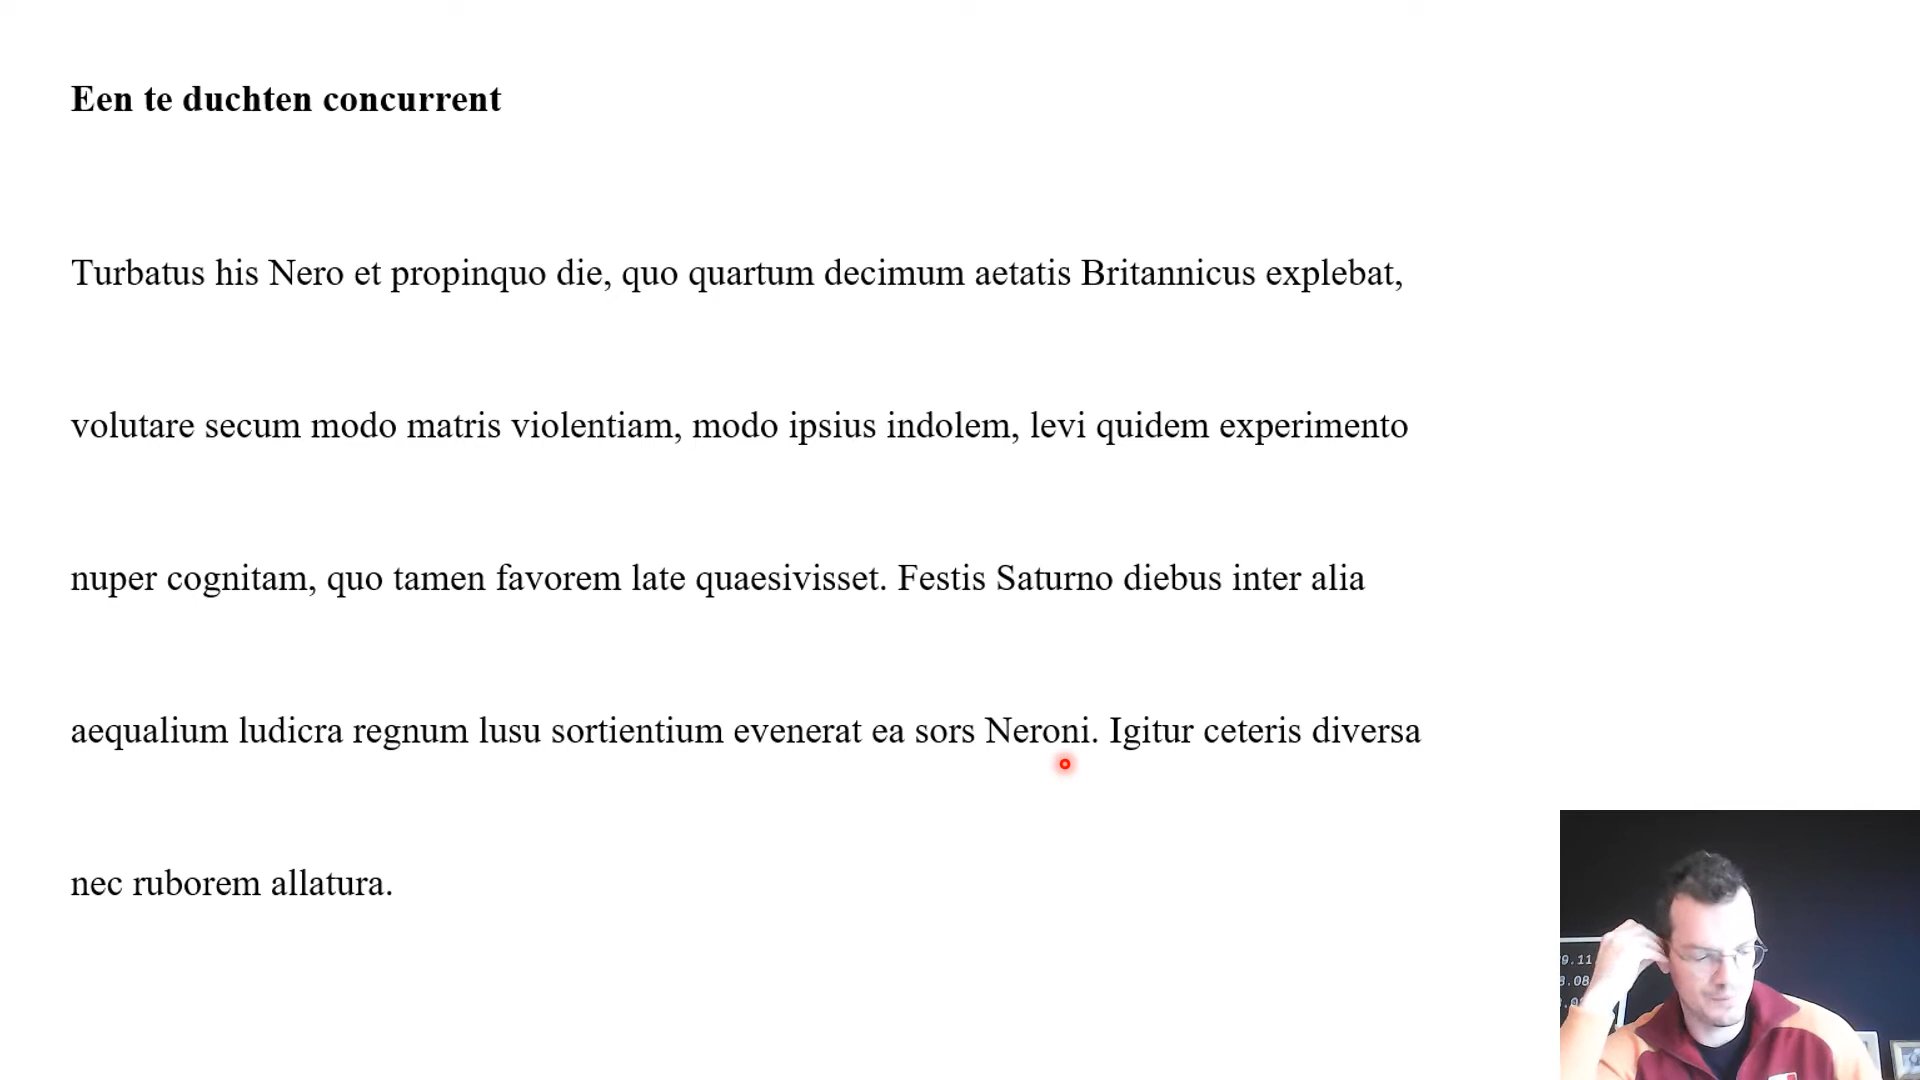 Een te duchten concurrent
Turbatus his Nero et propinquo die, quo quartum decimum aetatis Britannicus explebat,
volutare secum modo matris violentiam, modo ipsius indolem, levi quidem experimento
nuper cognitam, quo tamen favorem late quaesivisset. Festis Saturno diebus inter alia
aequalium ludicra regnum lusu sortientium evenerat ea sors Neroni. Igitur ceteris diversa
nec ruborem allatura.